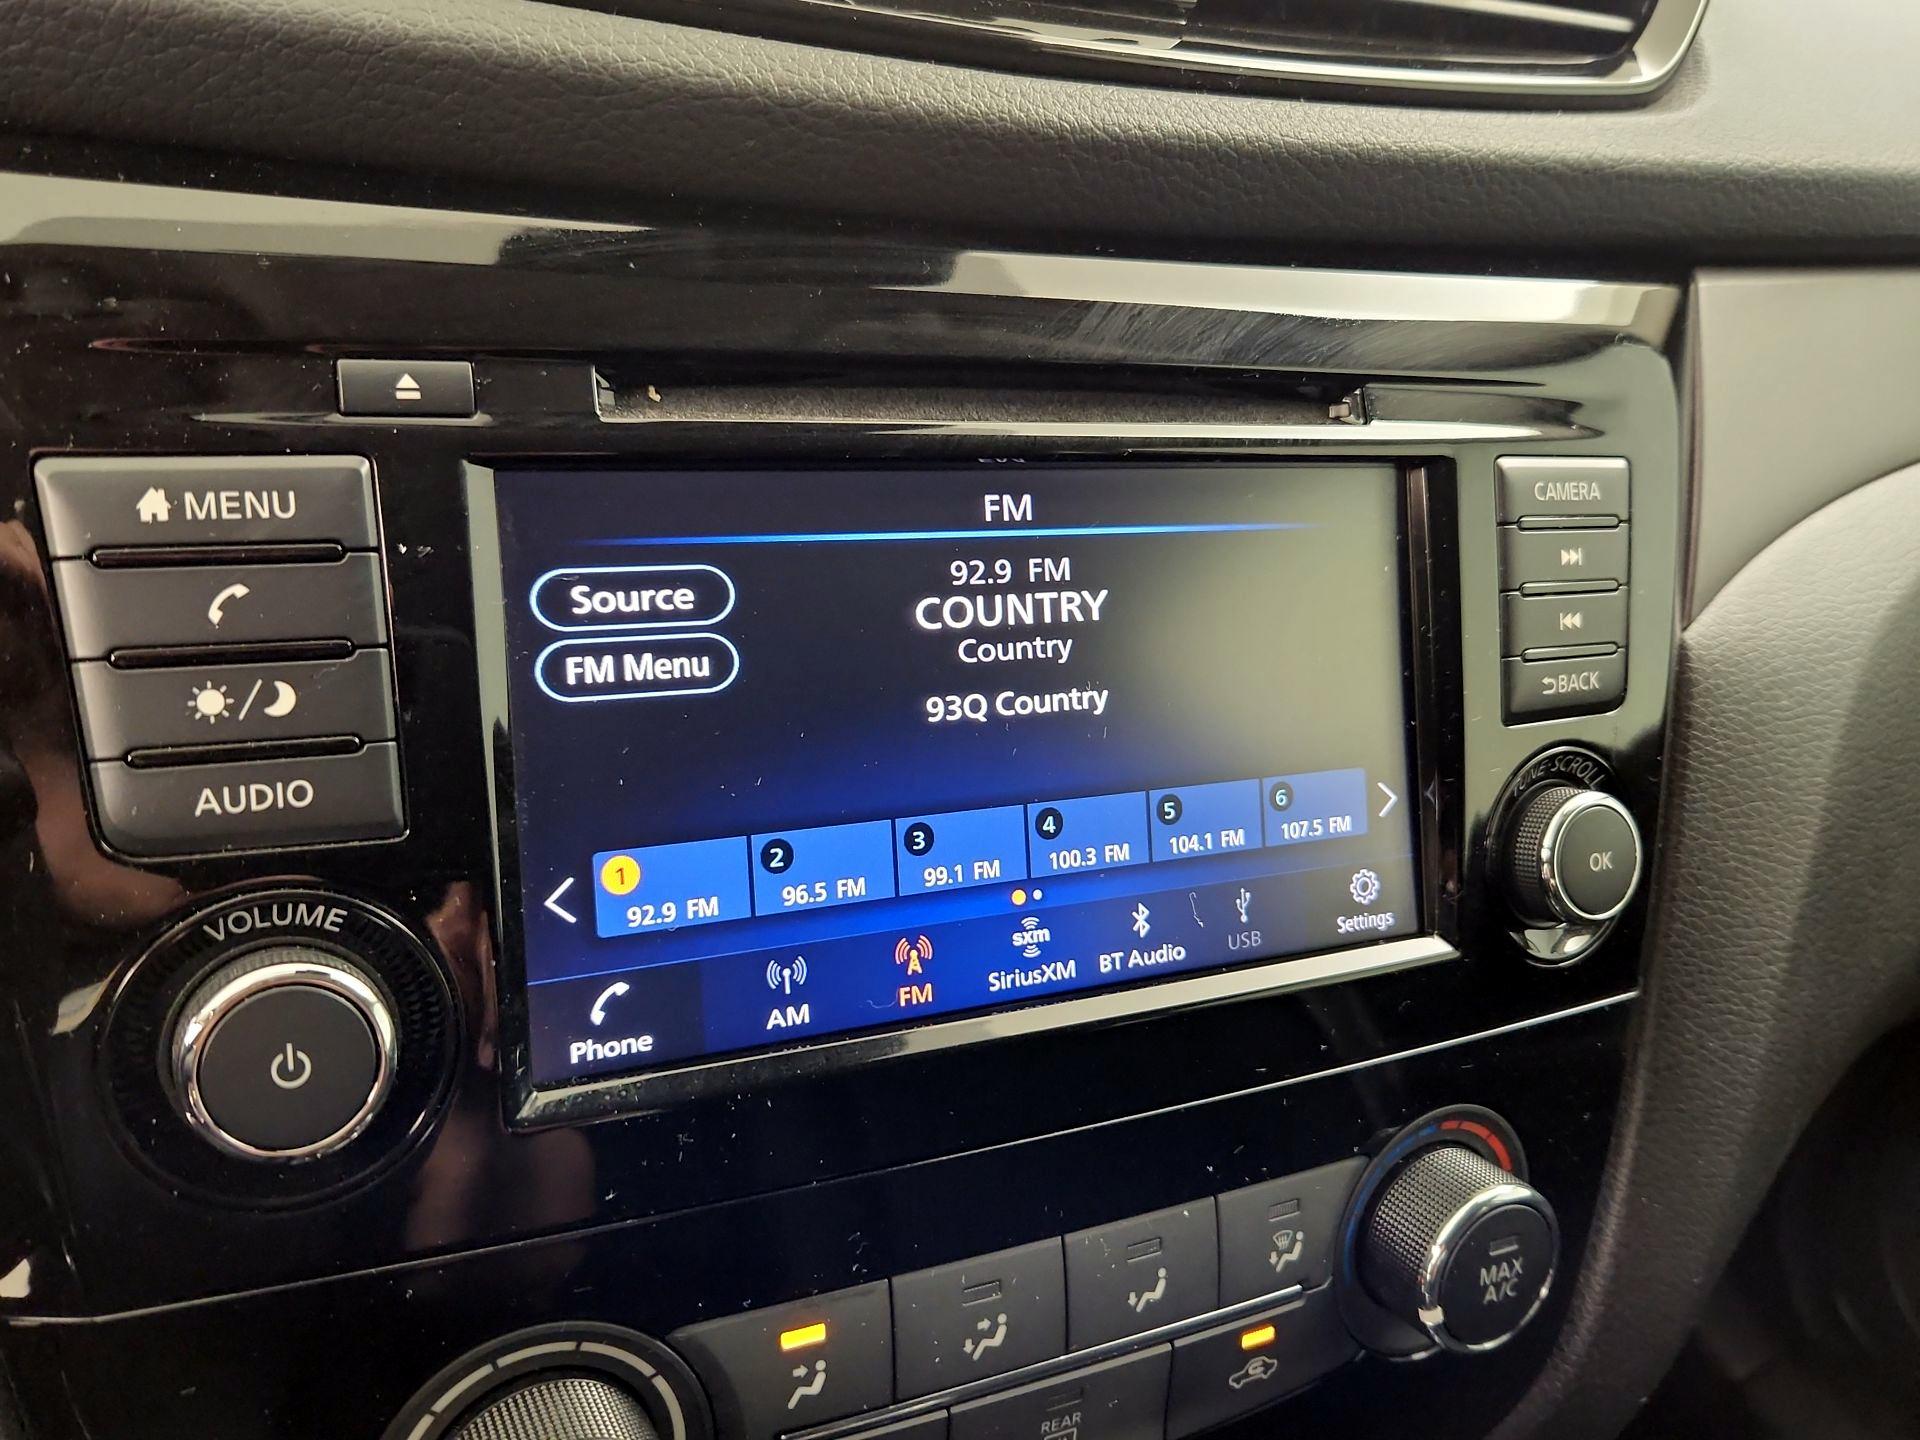 MENU
AUDIO
VOLUME
FM
Source
FM Menu
92.9 FM
COUNTRY
Country
93Q Country
1
92.9 FM
2
96.5 FM
3
99.1 FM
4
100.3 FM
5
104.1 FM
6
107.5 FM
Phone
AM
FM
sxm
SiriusXM
BT Audio
USB
Settings
CAMERA
BACK
TUNE·SCROLL
OK
MAX
A/C
REAR